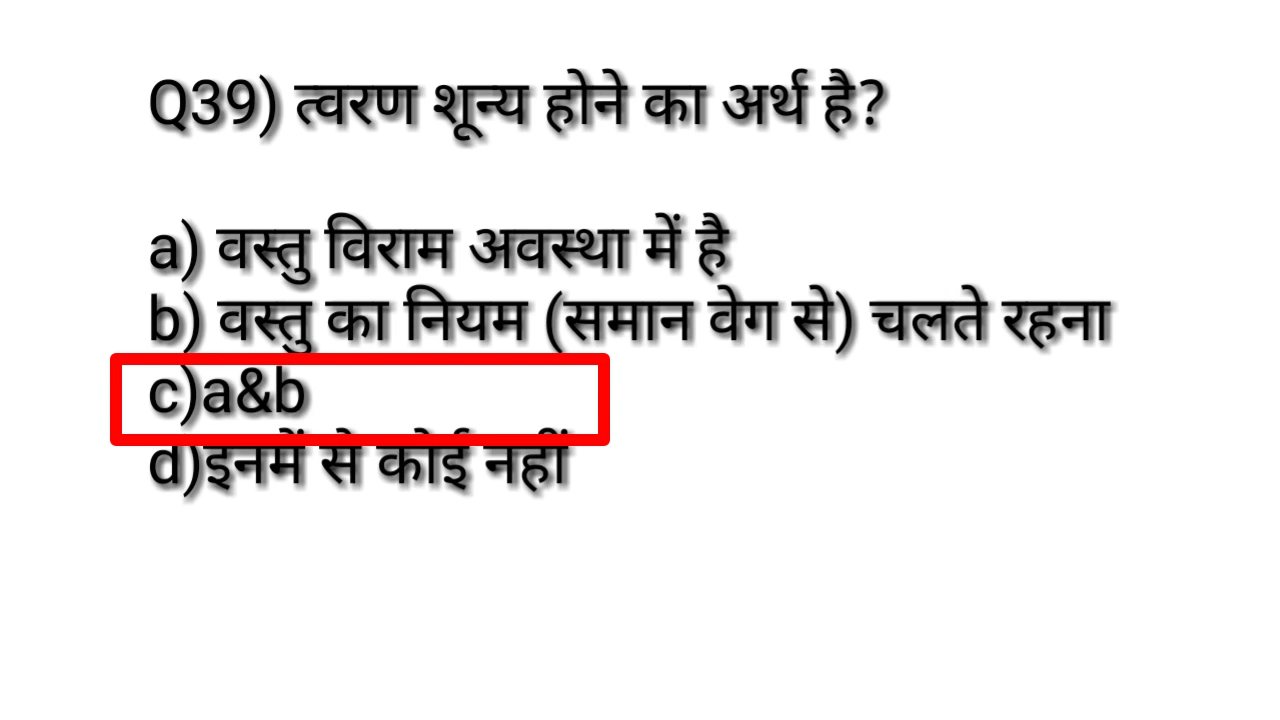 Q39) त्वरण शून्य होने का अर्थ है?
a) वस्तु विराम अवस्था में है
b) वस्तु का नियम (समान वेग से) चलते रहना
c)a&b
d)इनमें से कोई नहीं